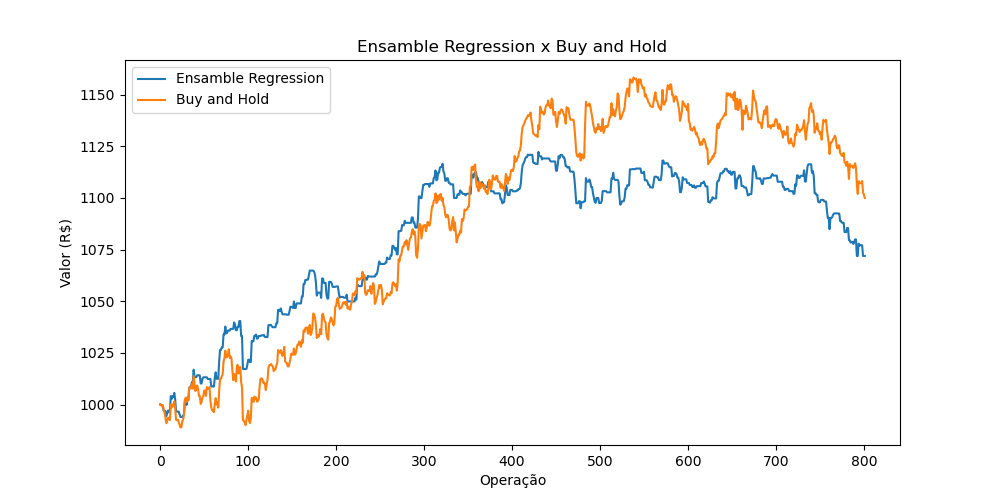 Ensamble Regression x Buy and Hold
Ensamble Regression
Buy and Hold
Valor (R$)
1150
1125
1100
1075
1050
1025
1000
0 100 200 300 400 500 600 700 800
Operação